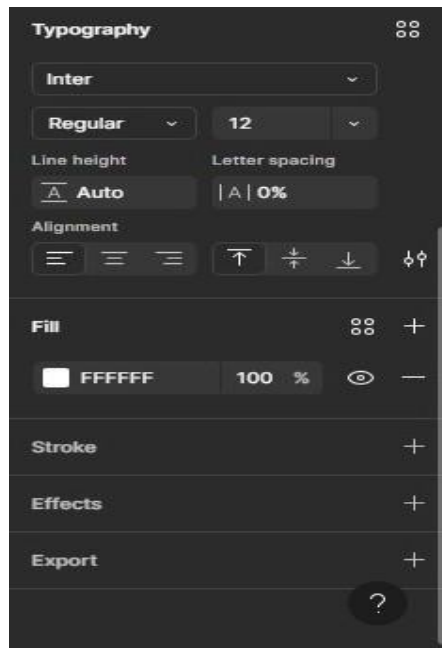 Typography
Inter
Regular 12
Line height Letter spacing
A Auto |A| 0%
Alignment
Fill
FFFFFF 100 %
Stroke
Effects
Export
?